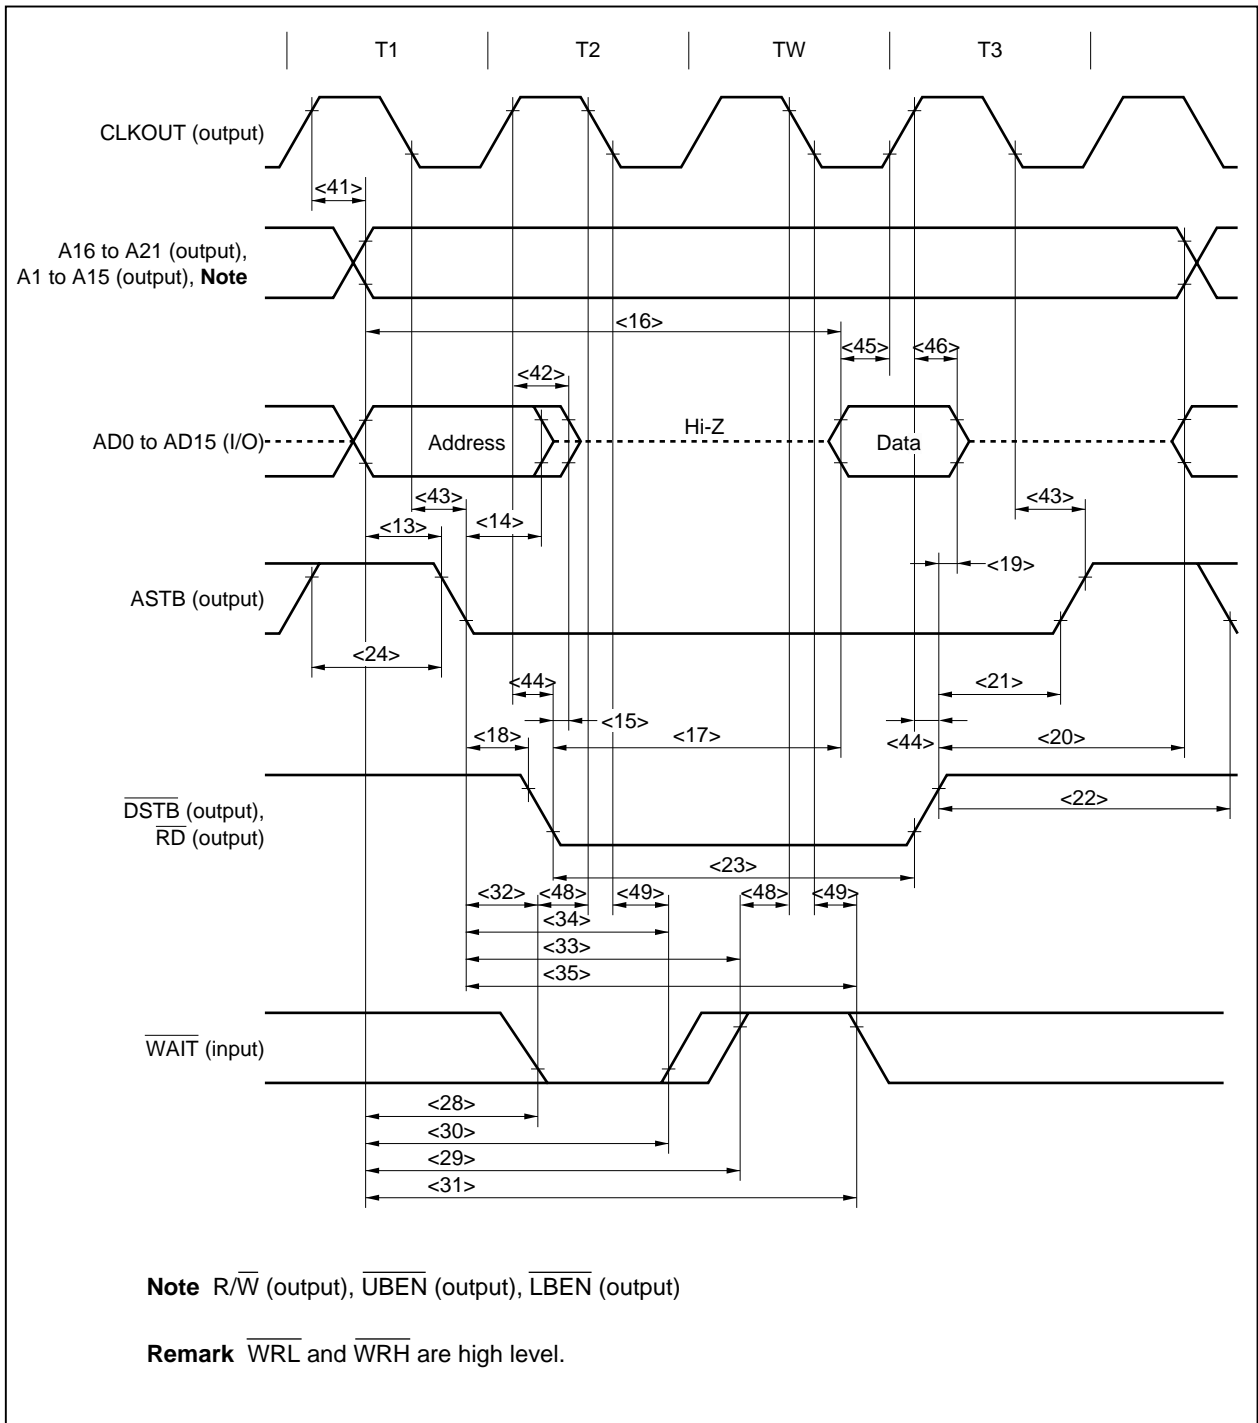 T1 T2 TW T3
CLKOUT (output)
<41>
A16 to A21 (output),
A1 to A15 (output), Note
<16>
<45> <46>
<42>
AD0 to AD15 (I/O) Address Hi-Z Data
<43> <43>
<13> <14>
<19>
ASTB (output)
<24>
<44> <21>
<15>
<18> <17> <44> <20>
<22>
DSTB (output),
RD (output)
<23>
<32> <48> <49> <48> <49>
<34>
<33>
<35>
WAIT (input)
<28>
<30>
<29>
<31>
Note R/W (output), UBEN (output), LBEN (output)
Remark WRL and WRH are high level.